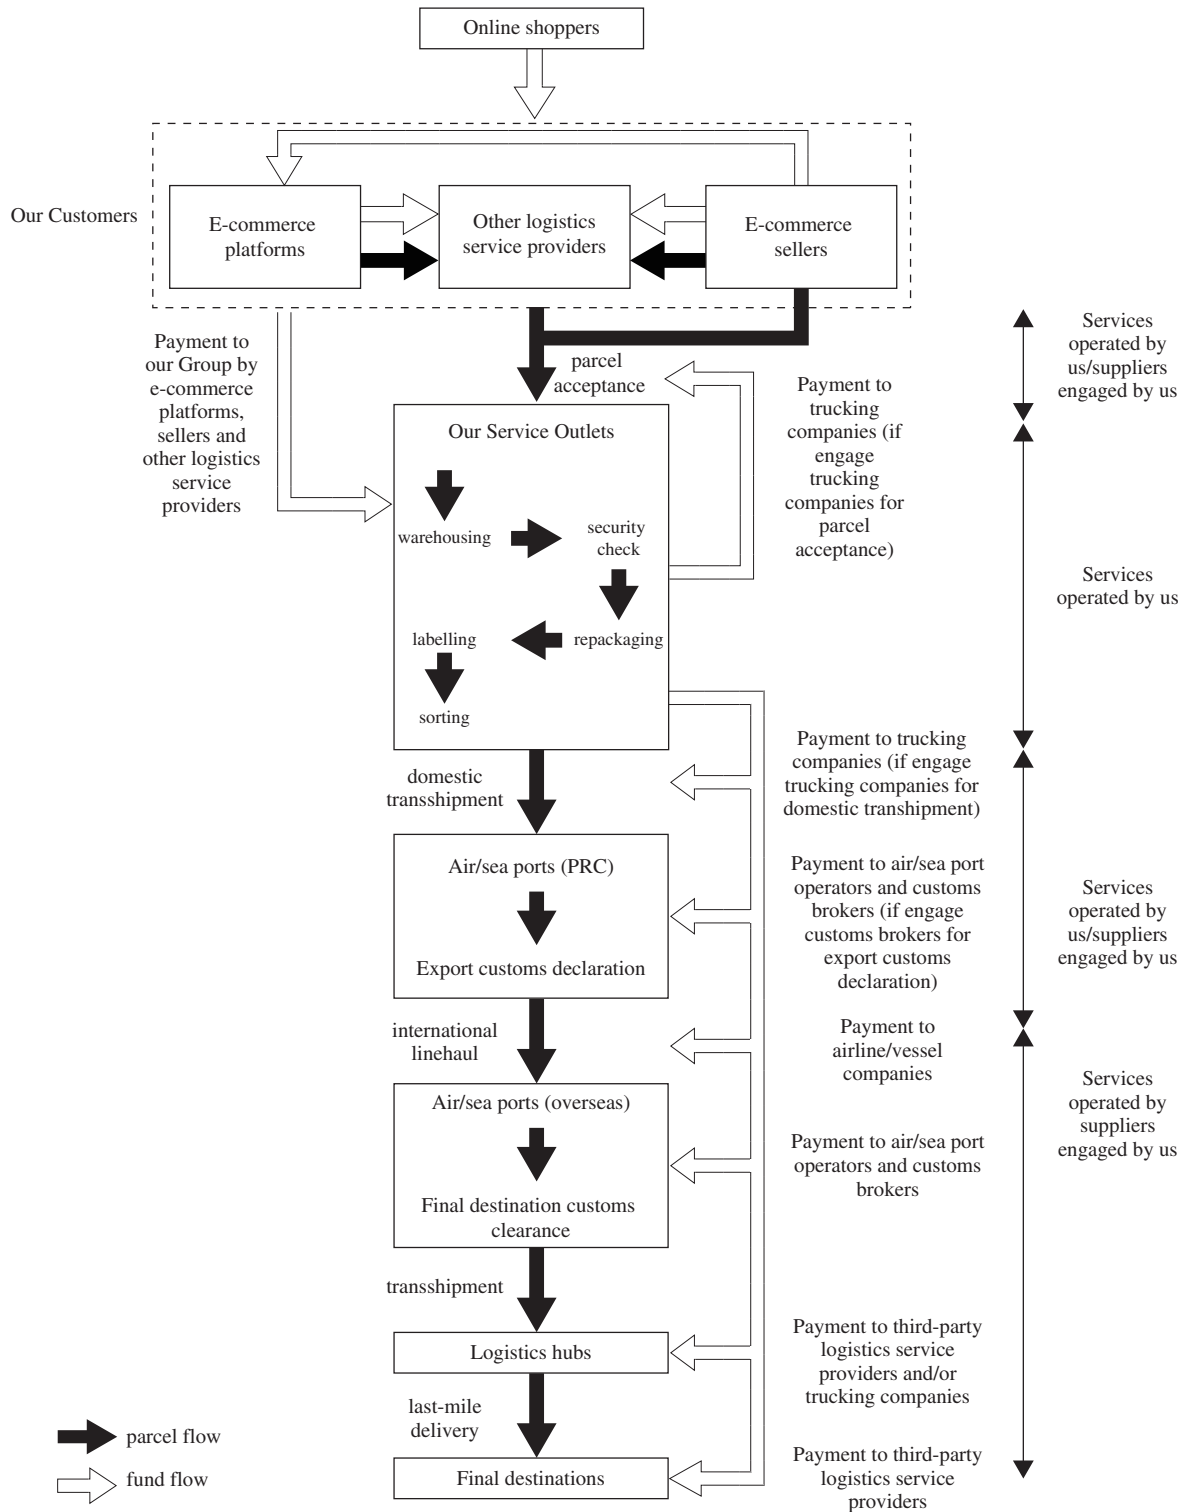 Online shoppers
Our Customers
E-commerce
platforms
Other logistics
service providers
E-commerce
sellers
Payment to
our Group by
e-commerce
platforms,
sellers and
other logistics
service
providers
parcel
acceptance
Payment to
trucking
companies (if
engage
trucking
companies for
parcel
acceptance)
Services
operated by
us/suppliers
engaged by us
Our Service Outlets
warehousing
security
check
repackaging
labelling
sorting
Services
operated by us
domestic
transshipment
Payment to trucking
companies (if engage
trucking companies for
domestic transhipment)
Air/sea ports (PRC)
Export customs declaration
Payment to air/sea port
operators and customs
brokers (if engage
customs brokers for
export customs
declaration)
Services
operated by
us/suppliers
engaged by us
international
linehaul
Payment to
airline/vessel
companies
Air/sea ports (overseas)
Final destination customs
clearance
Payment to air/sea port
operators and customs
brokers
Services
operated by
suppliers
engaged by us
transshipment
Logistics hubs
Payment to third-party
logistics service
providers and/or
trucking companies
last-mile
delivery
Final destinations
Payment to third-party
logistics service
providers
parcel flow
fund flow